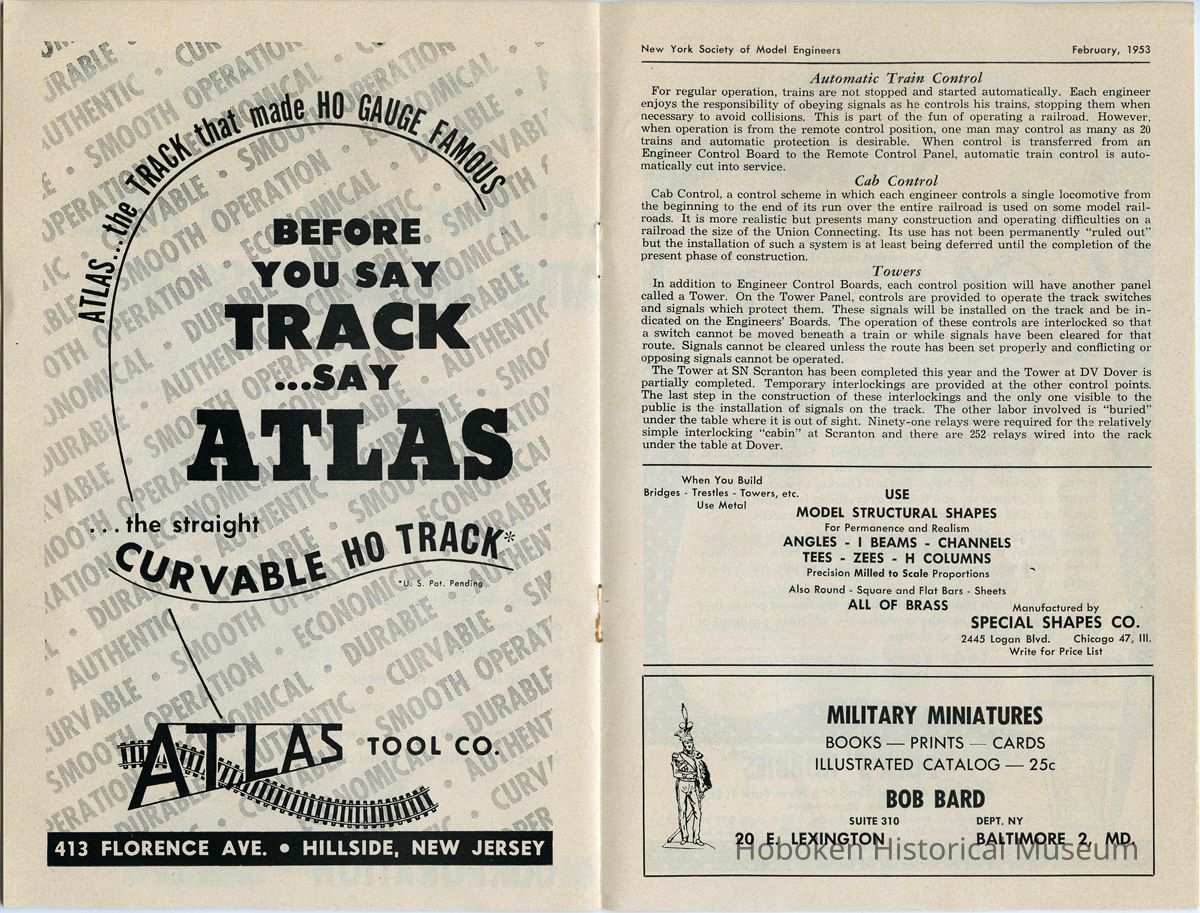 ATLAS...the TRACK that made HO GAUGE FAMOUS
BEFORE
YOU SAY
TRACK
...SAY
ATLAS
...the straight
CURVABLE HO TRACK*
*U. S. Pat. Pending
ATLAS TOOL CO.
413 FLORENCE AVE. • HILLSIDE, NEW JERSEY
New York Society of Model Engineers February, 1953
Automatic Train Control
For regular operation, trains are not stopped and started automatically. Each engineer
enjoys the responsibility of obeying signals as he controls his trains, stopping them when
necessary to avoid collisions. This is part of the fun of operating a railroad. However,
when operation is from the remote control position, one man may control as many as 20
trains and automatic protection is desirable. When control is transferred from an
Engineer Control Board to the Remote Control Panel, automatic train control is auto-
matically cut into service.
Cab Control
Cab Control, a control scheme in which each engineer controls a single locomotive from
the beginning to the end of its run over the entire railroad is used on some model rail-
roads. It is more realistic but presents many construction and operating difficulties on a
railroad the size of the Union Connecting. Its use has not been permanently “ruled out”
but the installation of such a system is at least being deferred until the completion of the
present phase of construction.
Towers
In addition to Engineer Control Boards, each control position will have another panel
called a Tower. On the Tower Panel, controls are provided to operate the track switches
and signals which protect them. These signals will be installed on the track and be in-
dicated on the Engineers' Boards. The operation of these controls are interlocked so that
a switch cannot be moved beneath a train or while signals have been cleared for that
route. Signals cannot be cleared unless the route has been set properly and conflicting or
opposing signals cannot be operated.
The Tower at SN Scranton has been completed this year and the Tower at DV Dover is
partially completed. Temporary interlockings are provided at the other control points.
The last step in the construction of these interlockings and the only one visible to the
public is the installation of signals on the track. The other labor involved is “buried”
under the table where it is out of sight. Ninety-one relays were required for the relatively
simple interlocking “cabin” at Scranton and there are 252 relays wired into the rack
under the table at Dover.
When You Build
Bridges - Trestles - Towers, etc.
Use Metal
USE
MODEL STRUCTURAL SHAPES
For Permanence and Realism
ANGLES - I BEAMS - CHANNELS
TEES - ZEES - H COLUMNS
Precision Milled to Scale Proportions
Also Round - Square and Flat Bars - Sheets
ALL OF BRASS
Manufactured by
SPECIAL SHAPES CO.
2445 Logan Blvd. Chicago 47, Ill.
Write for Price List
MILITARY MINIATURES
BOOKS — PRINTS — CARDS
ILLUSTRATED CATALOG — 25c
BOB BARD
SUITE 310 DEPT. NY
20 E. LEXINGTON BALTIMORE 2, MD.
Hoboken Historical Museum